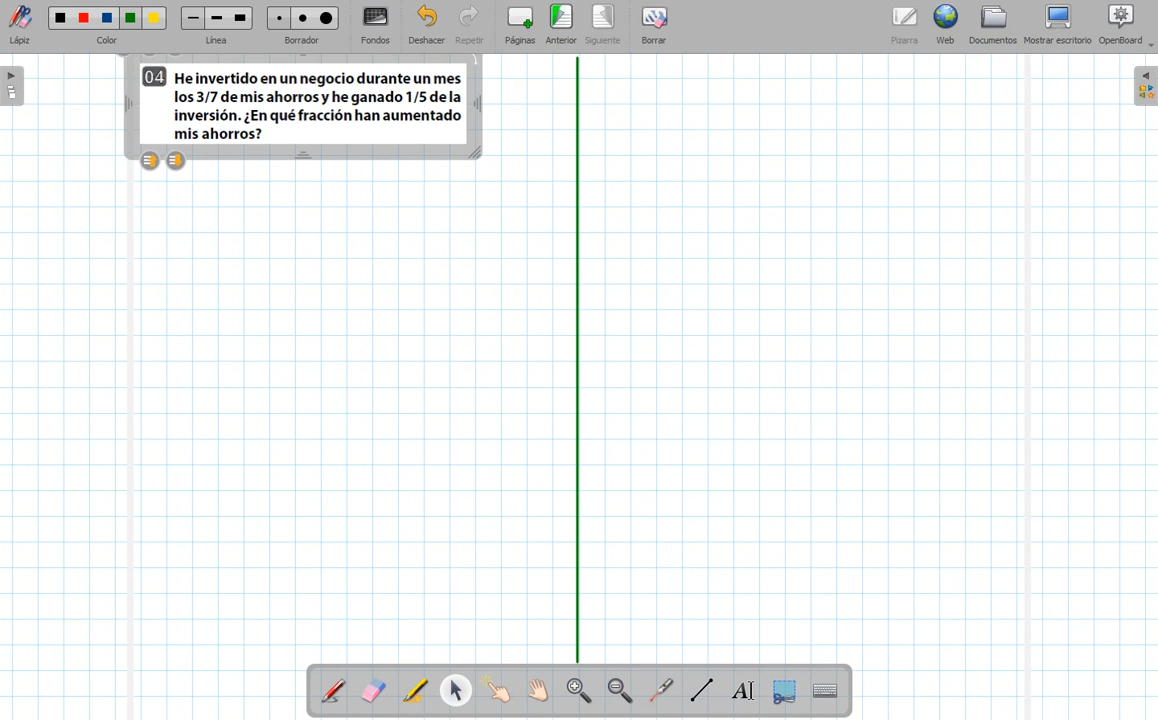 Lápiz Color Línea Borrador Fondos Deshacer Repetir Páginas Anterior Siguiente Borrar Pizarra Web Documentos Mostrar escritorio OpenBoard
04 He invertido en un negocio durante un mes
los 3/7 de mis ahorros y he ganado 1/5 de la
inversión. ¿En qué fracción han aumentado
mis ahorros?
AI